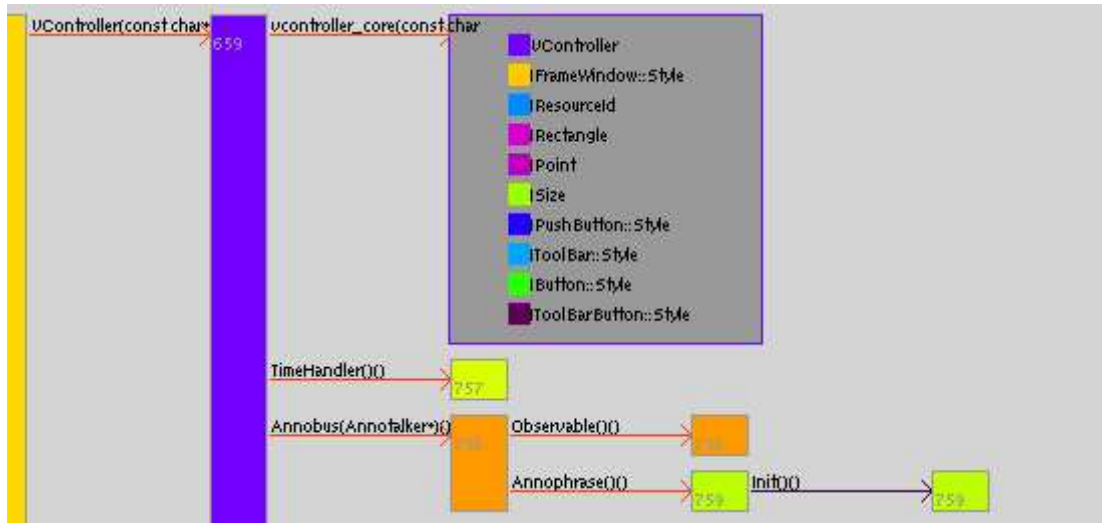 VController(const char*
659
vcontroller_core(const char
VController
IFrameWindow::Style
IResourceId
IRectangle
IPoint
ISize
IPushButton::Style
IToolBar::Style
IButton::Style
IToolBarButton::Style
TimeHandler()()
757
Annobus(Annotalker*)()
Observable()()
Annophrase()()
759
Init()()
759